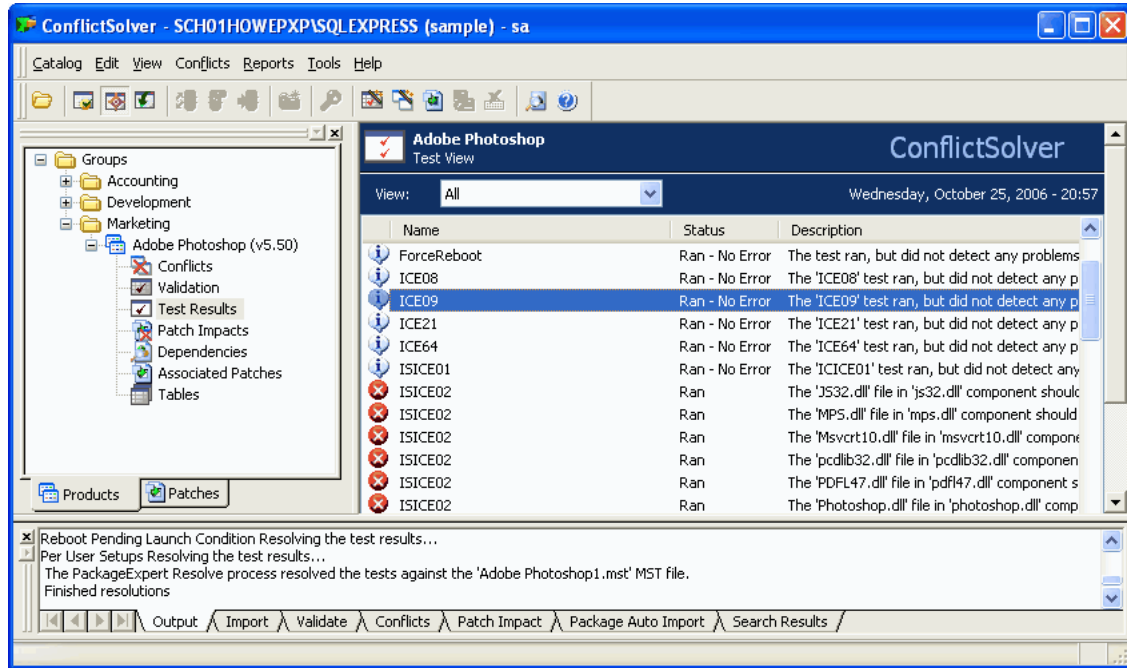 ConflictSolver - SCH01HOWEPXP\SQLEXPRESS (sample) - sa
Catalog Edit View Conflicts Reports Tools Help
Groups
Accounting
Development
Marketing
Adobe Photoshop (v5.50)
Conflicts
Validation
Test Results
Patch Impacts
Dependencies
Associated Patches
Tables
Products Patches
Adobe Photoshop
Test View
ConflictSolver
View: All Wednesday, October 25, 2006 - 20:57
Name Status Description
ForceReboot Ran - No Error The test ran, but did not detect any problems
ICE08 Ran - No Error The 'ICE08' test ran, but did not detect any p
ICE09 Ran - No Error The 'ICE09' test ran, but did not detect any p
ICE21 Ran - No Error The 'ICE21' test ran, but did not detect any p
ICE64 Ran - No Error The 'ICE64' test ran, but did not detect any p
ISICE01 Ran - No Error The 'ICICE01' test ran, but did not detect any
ISICE02 Ran The 'JS32.dll' file in 'js32.dll' component should
ISICE02 Ran The 'MPS.dll' file in 'mps.dll' component should
ISICE02 Ran The 'Msvcrt10.dll' file in 'msvcrt10.dll' compone
ISICE02 Ran The 'pcdlib32.dll' file in 'pcdlib32.dll' componen
ISICE02 Ran The 'PDFL47.dll' file in 'pdfl47.dll' component s
ISICE02 Ran The 'Photoshop.dll' file in 'photoshop.dll' comp
Reboot Pending Launch Condition Resolving the test results...
Per User Setups Resolving the test results...
The PackageExpert Resolve process resolved the tests against the 'Adobe Photoshop1.mst' MST file.
Finished resolutions
Output Import Validate Conflicts Patch Impact Package Auto Import Search Results